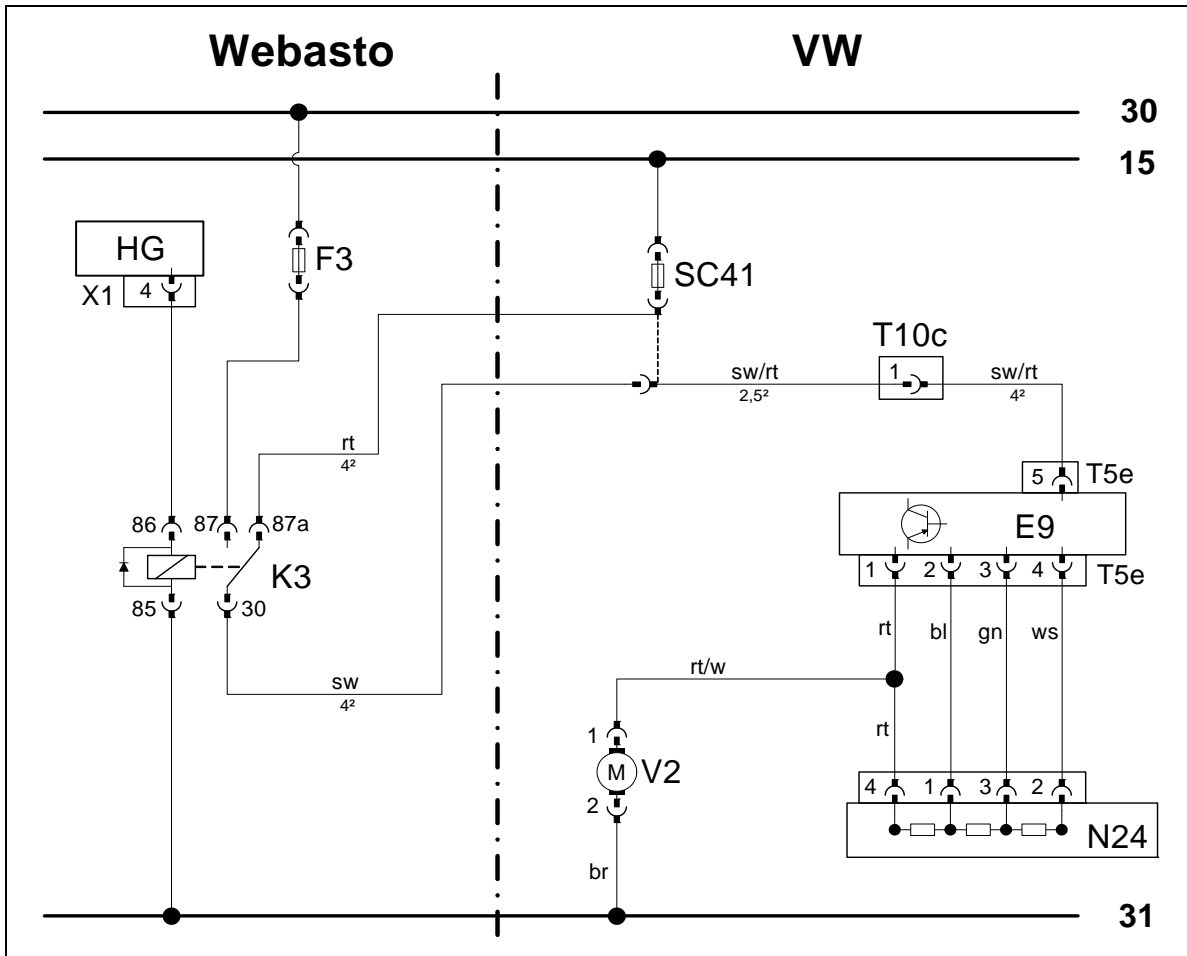 Webasto VW
30
15
HG
F3
SC41
X1 4
T10c
1
sw/rt
2,5²
sw/rt
4²
rt
4²
5 T5e
86 87 87a
E9
K3
85 30
1 2 3 4 T5e
rt bl gn ws
rt/w
sw
4²
rt
1
M V2
2
4 1 3 2
N24
br
31